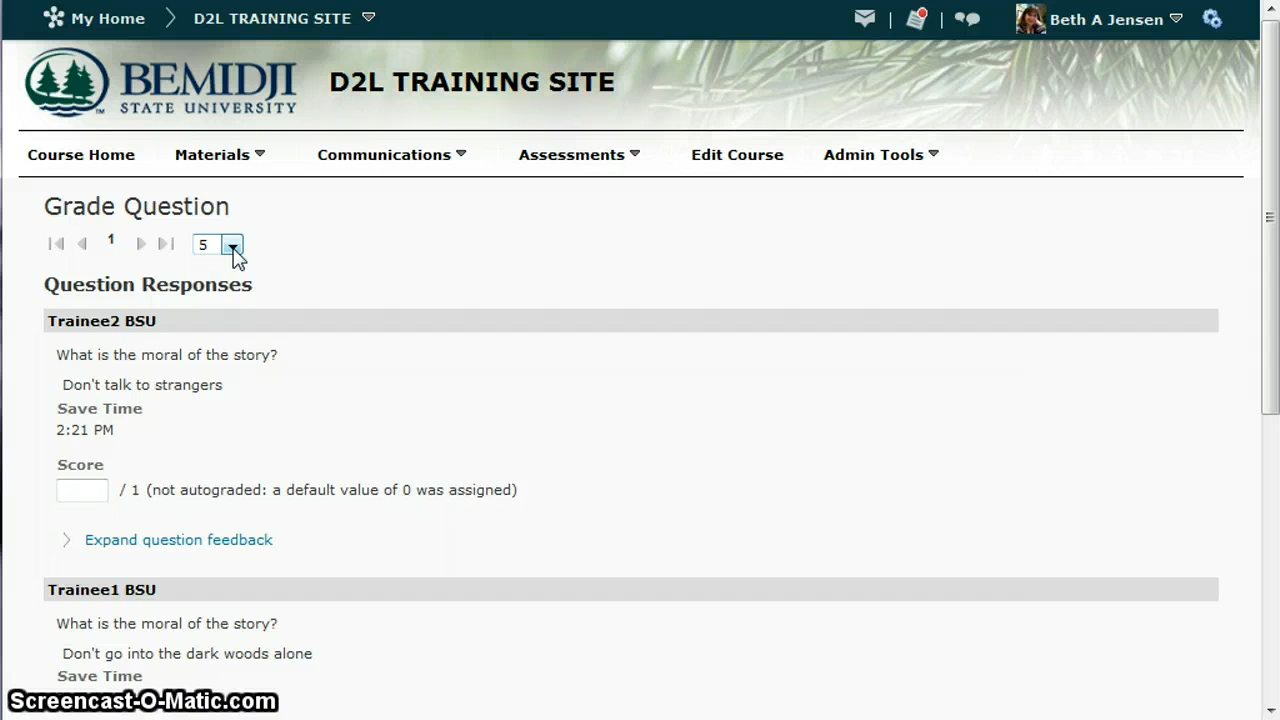 My Home D2L TRAINING SITE Beth A Jensen
BEMIDJI
STATE UNIVERSITY
D2L TRAINING SITE
Course Home Materials Communications Assessments Edit Course Admin Tools
Grade Question
1 5
Question Responses
Trainee2 BSU
What is the moral of the story?
Don't talk to strangers
Save Time
2:21 PM
Score
/ 1 (not autograded: a default value of 0 was assigned)
Expand question feedback
Trainee1 BSU
What is the moral of the story?
Don't go into the dark woods alone
Save Time
Screencast-O-Matic.com